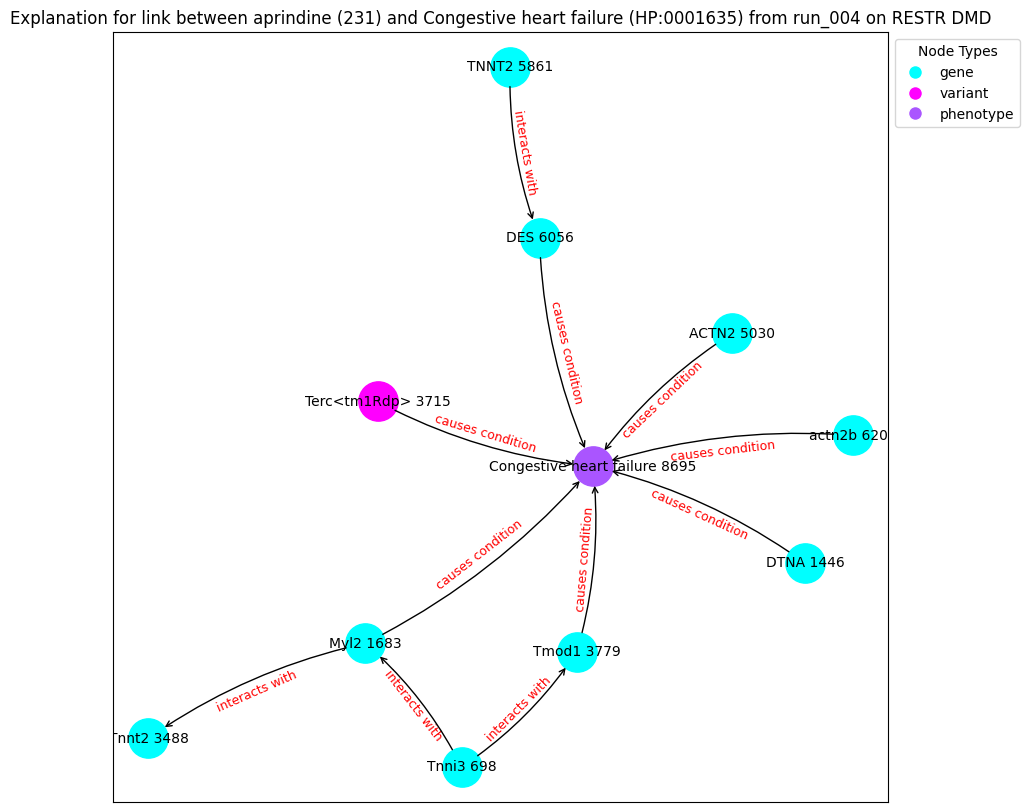 Explanation for link between aprindine (231) and Congestive heart failure (HP:0001635) from run_004 on RESTR DMD
Node Types
gene
variant
phenotype
TNNT2 5861
interacts with
DES 6056
causes condition
ACTN2 5030
causes condition
Terc<tm1Rdp> 3715
causes condition
actn2b 620
causes condition
Congestive heart failure 8695
causes condition
DTNA 1446
causes condition
causes condition
Myl2 1683
Tmod1 3779
interacts with
interacts with
interacts with
Tnnt2 3488
Tnni3 698